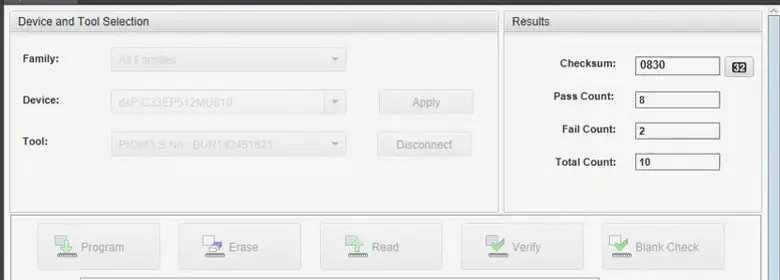 Device and Tool Selection
Family:
All Families
Device:
dsPIC33EP512MU810
Apply
Tool:
Disconnect
Program
Erase
Read
Verify
Blank Check
Results
Checksum:
0830
32
Pass Count:
8
Fail Count:
2
Total Count:
10